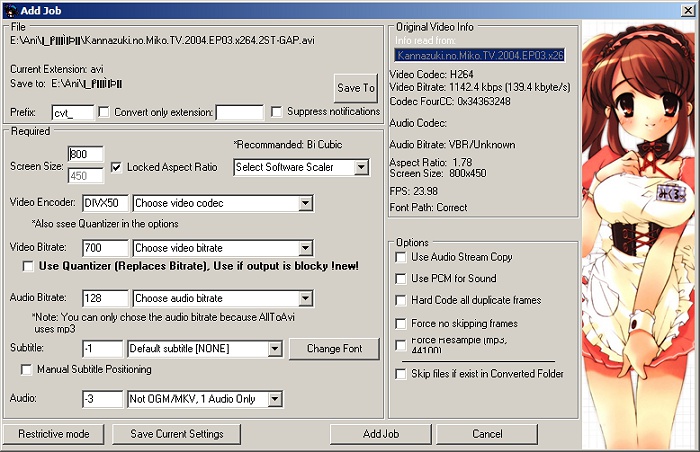 Add Job
File
E:\Ani\
\Kannazuki.no.Miko.TV.2004.EP03.x264.2ST-GAP.avi
Current Extension: avi
Save to: E:\Ani\
Save To
Prefix: cvt_ Convert only extension: Suppress notifications
Required
Screen Size: 800
450
Locked Aspect Ratio
*Recommanded: Bi Cubic
Select Software Scaler
Video Encoder: DIVX50 Choose video codec
*Also ssee Quantizer in the options
Video Bitrate: 700 Choose video bitrate
Use Quantizer (Replaces Bitrate), Use if output is blocky !new!
Audio Bitrate: 128 Choose audio bitrate
*Note: You can only chose the audio bitrate because AllToAvi
uses mp3
Subtitle: -1 Default subtitle [NONE] Change Font
Manual Subtitle Positioning
Audio: -3 Not OGM/MKV, 1 Audio Only
Original Video Info
Info read from:
Kannazuki.no.Miko.TV.2004.EP03.x26
Video Codec: H264
Video Bitrate: 1142.4 kbps (139.4 kbyte/s)
Codec FourCC: 0x34363248
Audio Codec:
Audio Bitrate: VBR/Unknown
Aspect Ratio: 1.78
Screen Size: 800x450
FPS: 23.98
Font Path: Correct
Options
Use Audio Stream Copy
Use PCM for Sound
Hard Code all duplicate frames
Force no skipping frames
Force Resample (mp3,
44100)
Skip files if exist in Converted Folder
Restrictive mode
Save Current Settings
Add Job
Cancel
みくる